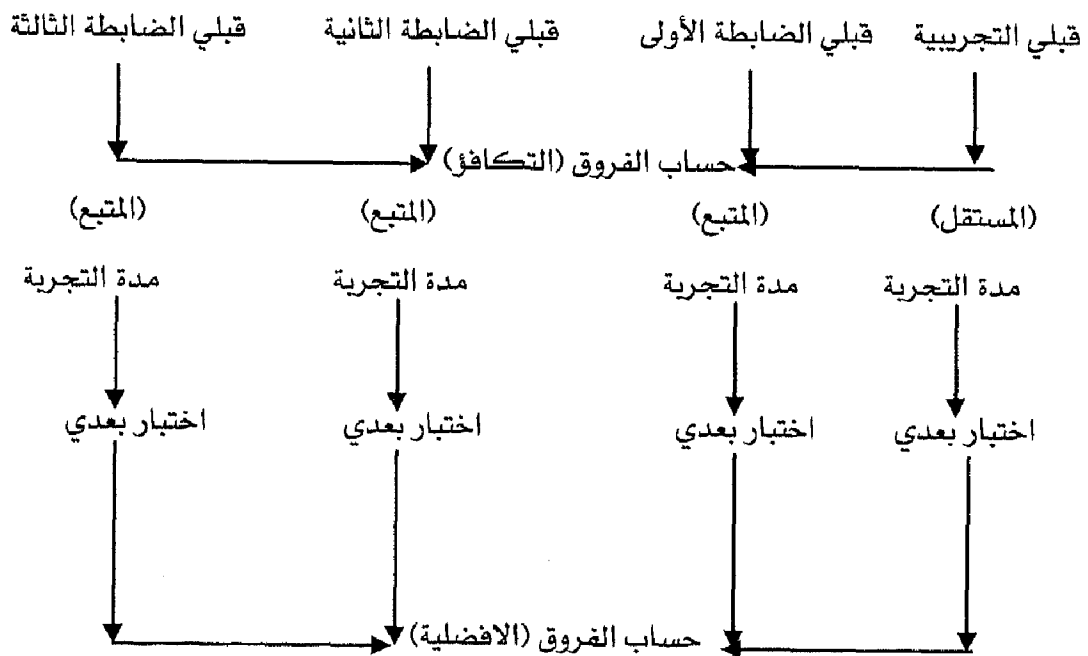 قبلي التجريبية قبلي الضابطة الأولى قبلي الضابطة الثانية قبلي الضابطة الثالثة
حساب الفروق (التكافؤ)
(المستقل) (المتبع) (المتبع) (المتبع)
مدة التجربة مدة التجربة مدة التجربة مدة التجربة
اختبار بعدي اختبار بعدي اختبار بعدي اختبار بعدي
حساب الفروق (الافضلية)